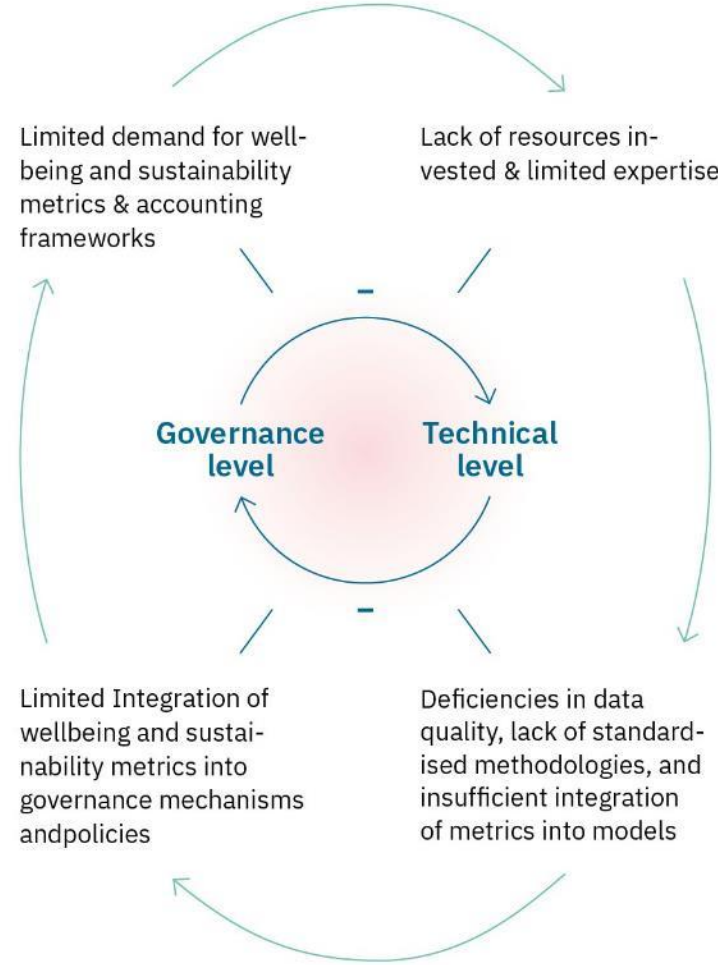 Limited demand for well-
being and sustainability
metrics & accounting
frameworks
Lack of resources in-
vested & limited expertise
-
Governance
level
Technical
level
-
Limited Integration of
wellbeing and sustai-
nability metrics into
governance mechanisms
andpolicies
Deficiencies in data
quality, lack of standard-
ised methodologies, and
insufficient integration
of metrics into models